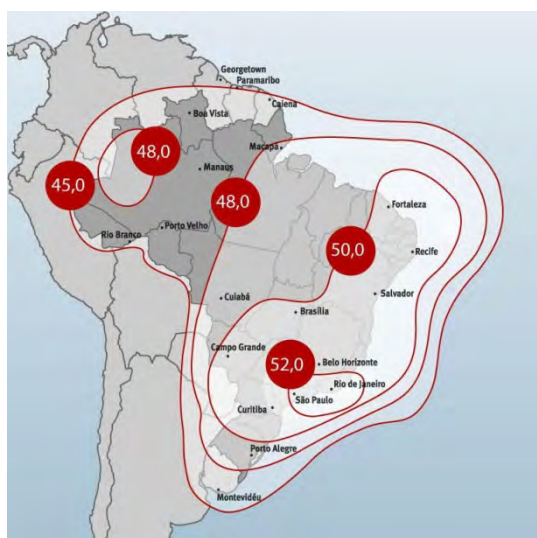 Georgetown
Paramaribo
Caiena
Boa Vista
Macapá
48,0
Manaus
45,0
48,0
Fortaleza
Porto Velho
Rio Branco
50,0
Recife
Cuiabá
Salvador
Brasília
Campo Grande
52,0
Belo Horizonte
Rio de Janeiro
São Paulo
Curitiba
Porto Alegre
Montevidéu